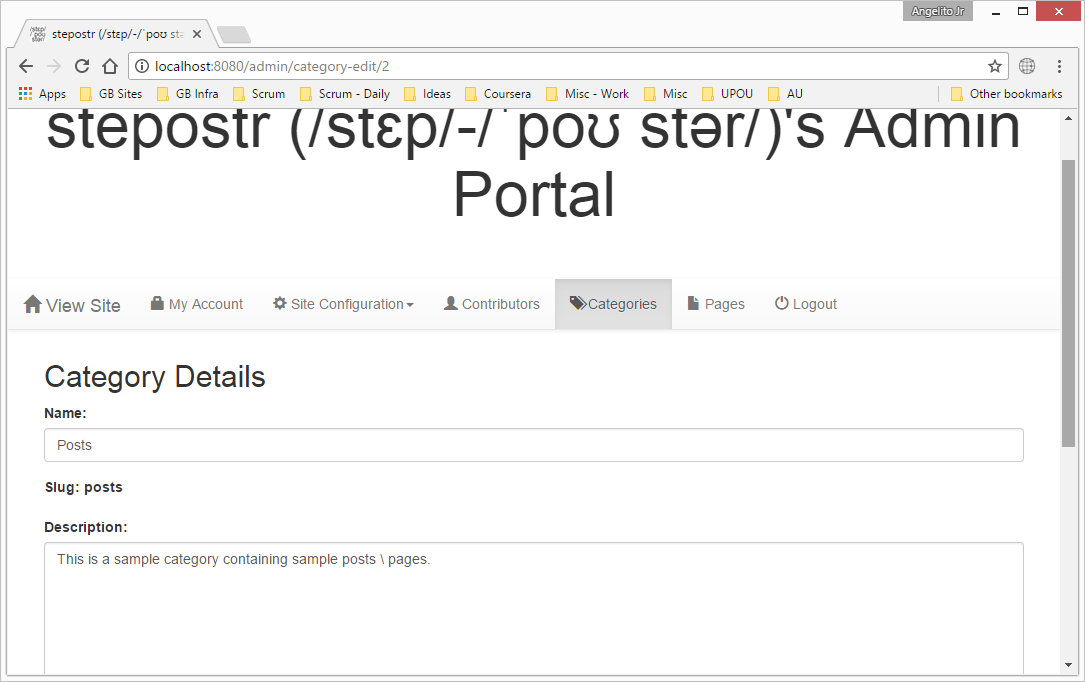 Angelito Jr
stepostr (/stɛp/-/ˈpoʊ stə
localhost:8080/admin/category-edit/2
Apps GB Sites GB Infra Scrum Scrum - Daily Ideas Coursera Misc - Work Misc UPOU AU Other bookmarks
stepostr (/stɛp/-/ˈpoʊ stər/)'s Admin
Portal
View Site My Account Site Configuration Contributors Categories Pages Logout
Category Details
Name:
Posts
Slug: posts
Description:
This is a sample category containing sample posts \ pages.